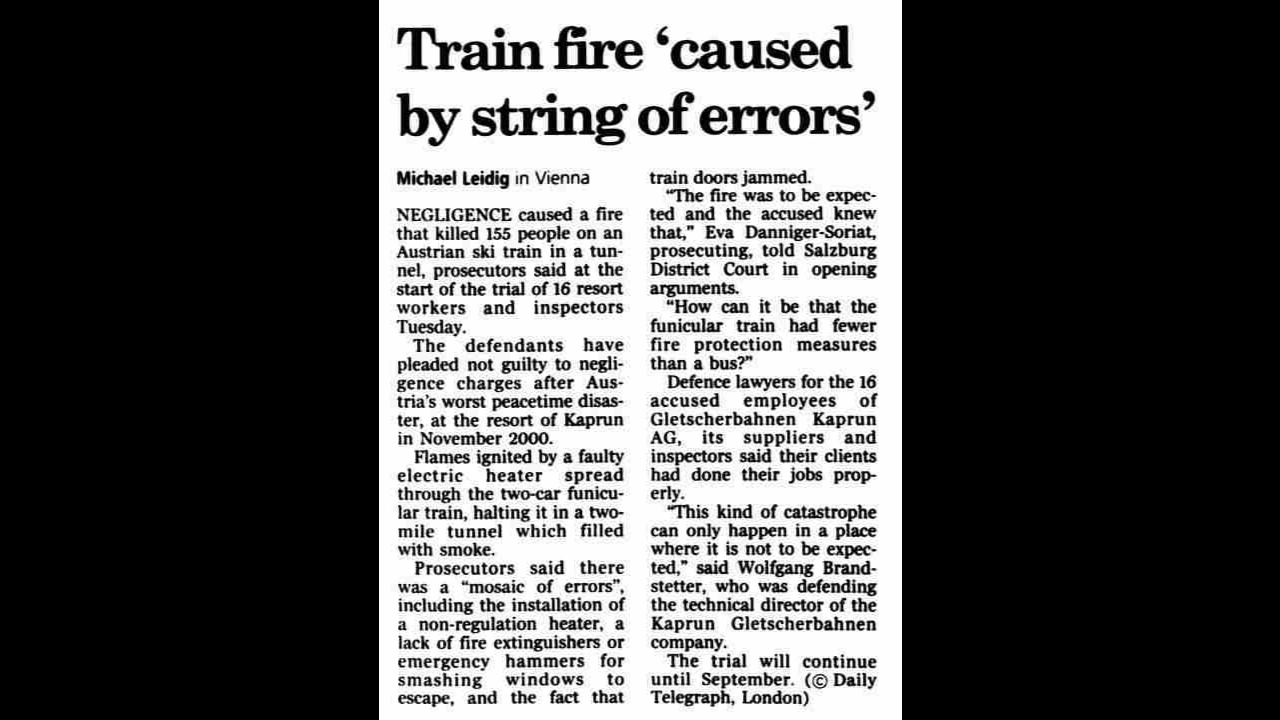 Train fire ‘caused
by string of errors’
Michael Leidig in Vienna
NEGLIGENCE caused a fire
that killed 155 people on an
Austrian ski train in a tun-
nel, prosecutors said at the
start of the trial of 16 resort
workers and inspectors
Tuesday.
The defendants have
pleaded not guilty to negli-
gence charges after Aus-
tria’s worst peacetime disas-
ter, at the resort of Kaprun
in November 2000.
Flames ignited by a faulty
electric heater spread
through the two-car funicu-
lar train, halting it in a two-
mile tunnel which filled
with smoke.
Prosecutors said there
was a “mosaic of errors”,
including the installation of
a non-regulation heater, a
lack of fire extinguishers or
emergency hammers for
smashing windows to
escape, and the fact that
train doors jammed.
“The fire was to be expec-
ted and the accused knew
that,” Eva Danniger-Soriat,
prosecuting, told Salzburg
District Court in opening
arguments.
“How can it be that the
funicular train had fewer
fire protection measures
than a bus?”
Defence lawyers for the 16
accused employees of
Gletscherbahnen Kaprun
AG, its suppliers and
inspectors said their clients
had done their jobs prop-
erly.
“This kind of catastrophe
can only happen in a place
where it is not to be expec-
ted,” said Wolfgang Brand-
stetter, who was defending
the technical director of the
Kaprun Gletscherbahnen
company.
The trial will continue
until September. (© Daily
Telegraph, London)